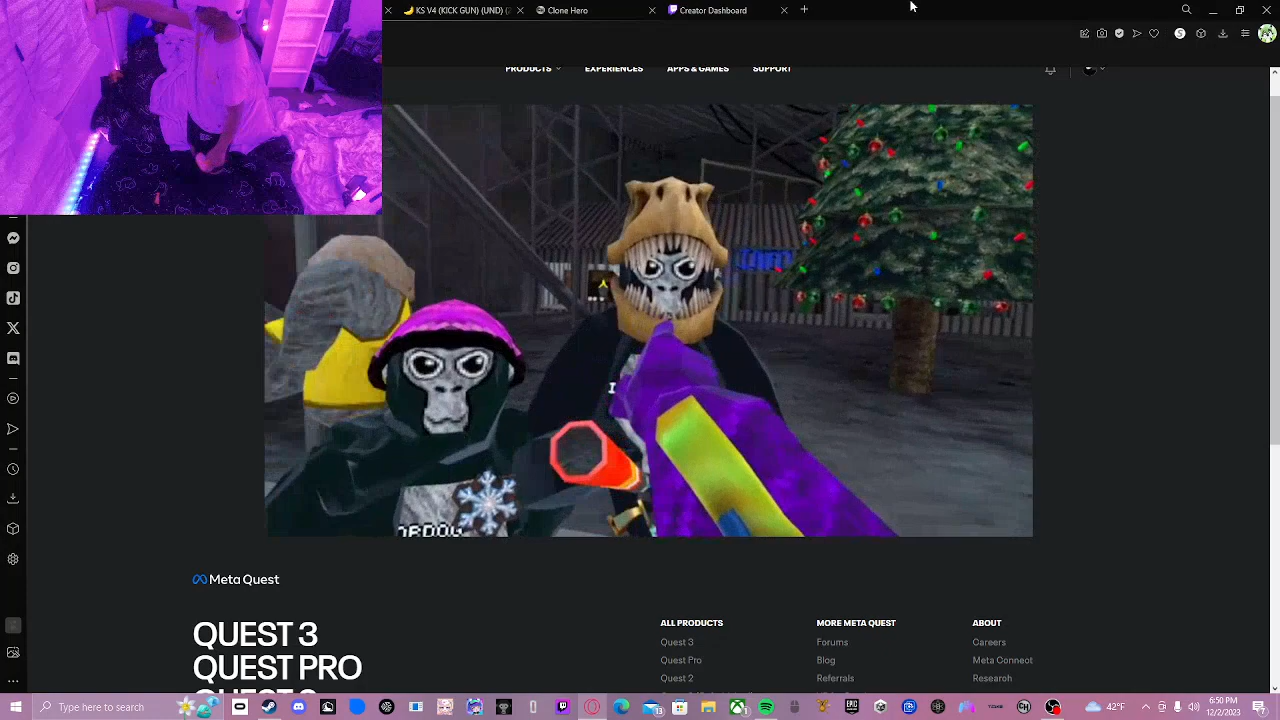 KS V4 (KICK GUN) (UND) (
Clone Hero
Creator Dashboard
PRODUCTS
EXPERIENCES
APPS & GAMES
SUPPORT
I
Meta Quest
QUEST 3
QUEST PRO
ALL PRODUCTS
Quest 3
Quest Pro
Quest 2
MORE META QUEST
Forums
Blog
Referrals
ABOUT
Careers
Meta Connect
Research
Type here to search
6:50 PM
12/2/2023